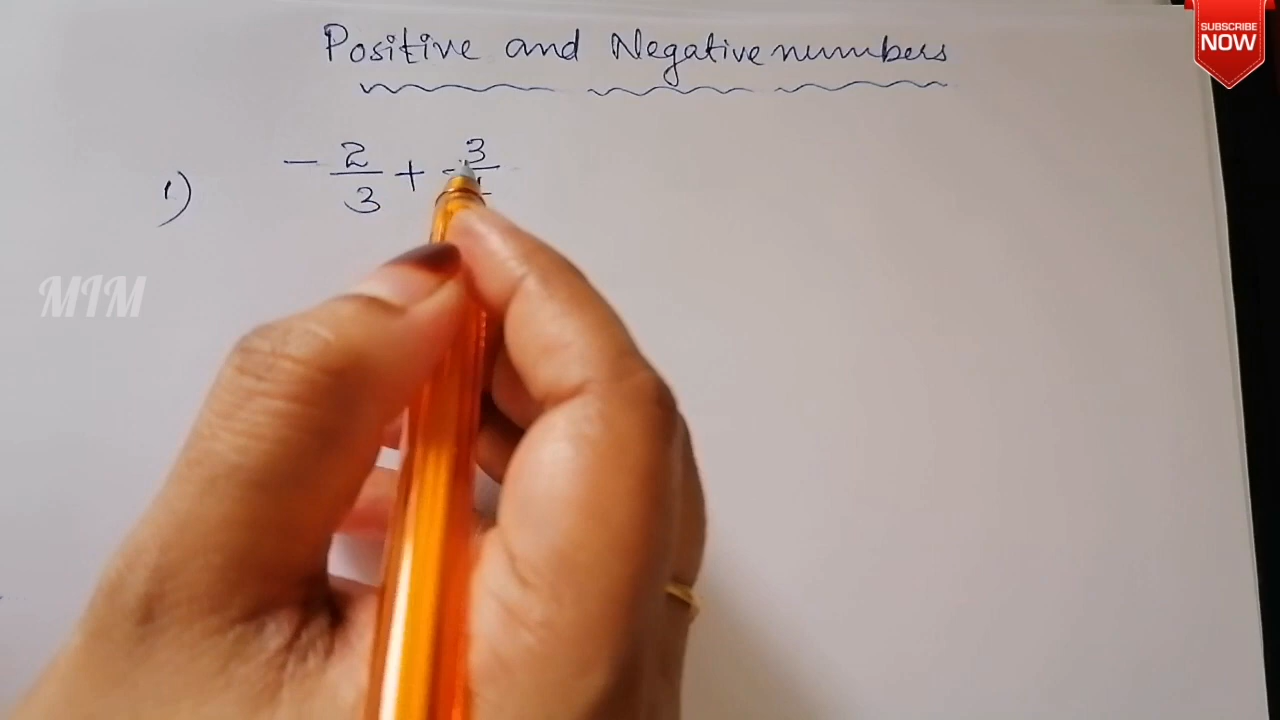 SUBSCRIBE
NOW
Positive and Negative numbers
1) - 2/3 + - 3/
MIM